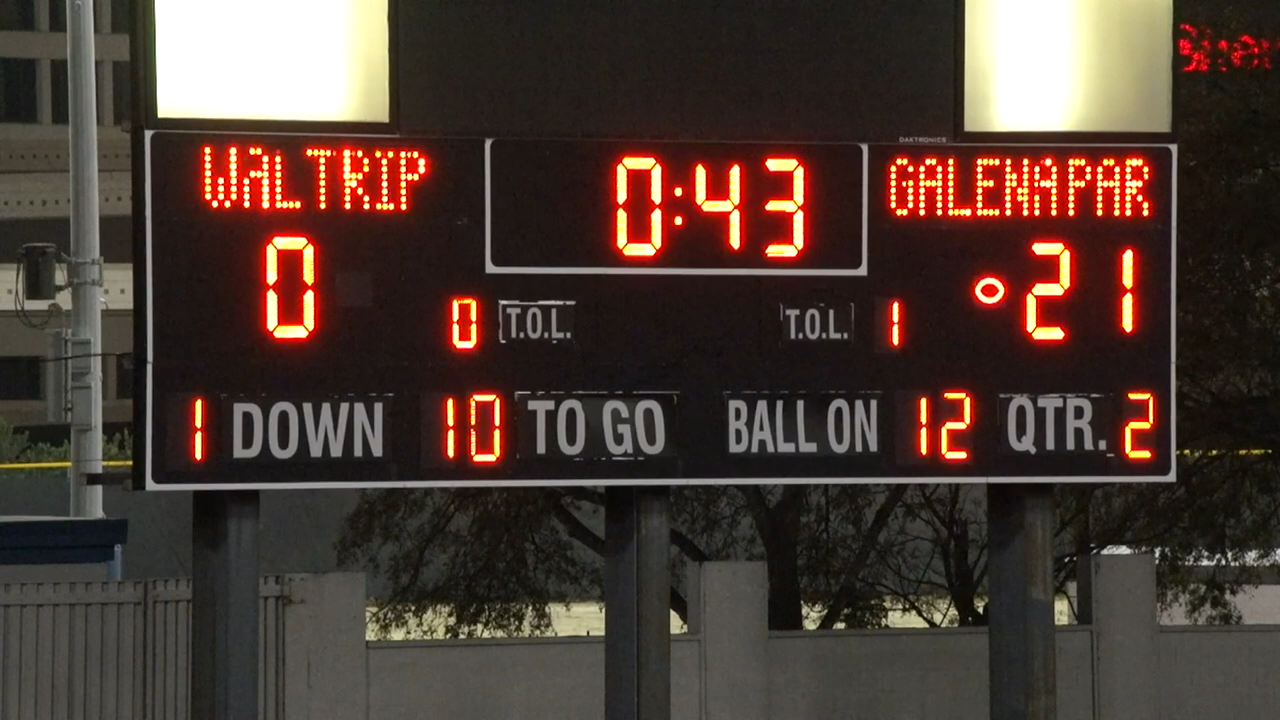 DAKTRONICS
WALTRIP 0:43 GALENAPAR
0 21
0 T.O.L. T.O.L. 1
1 DOWN 10 TO GO BALL ON 12 QTR. 2